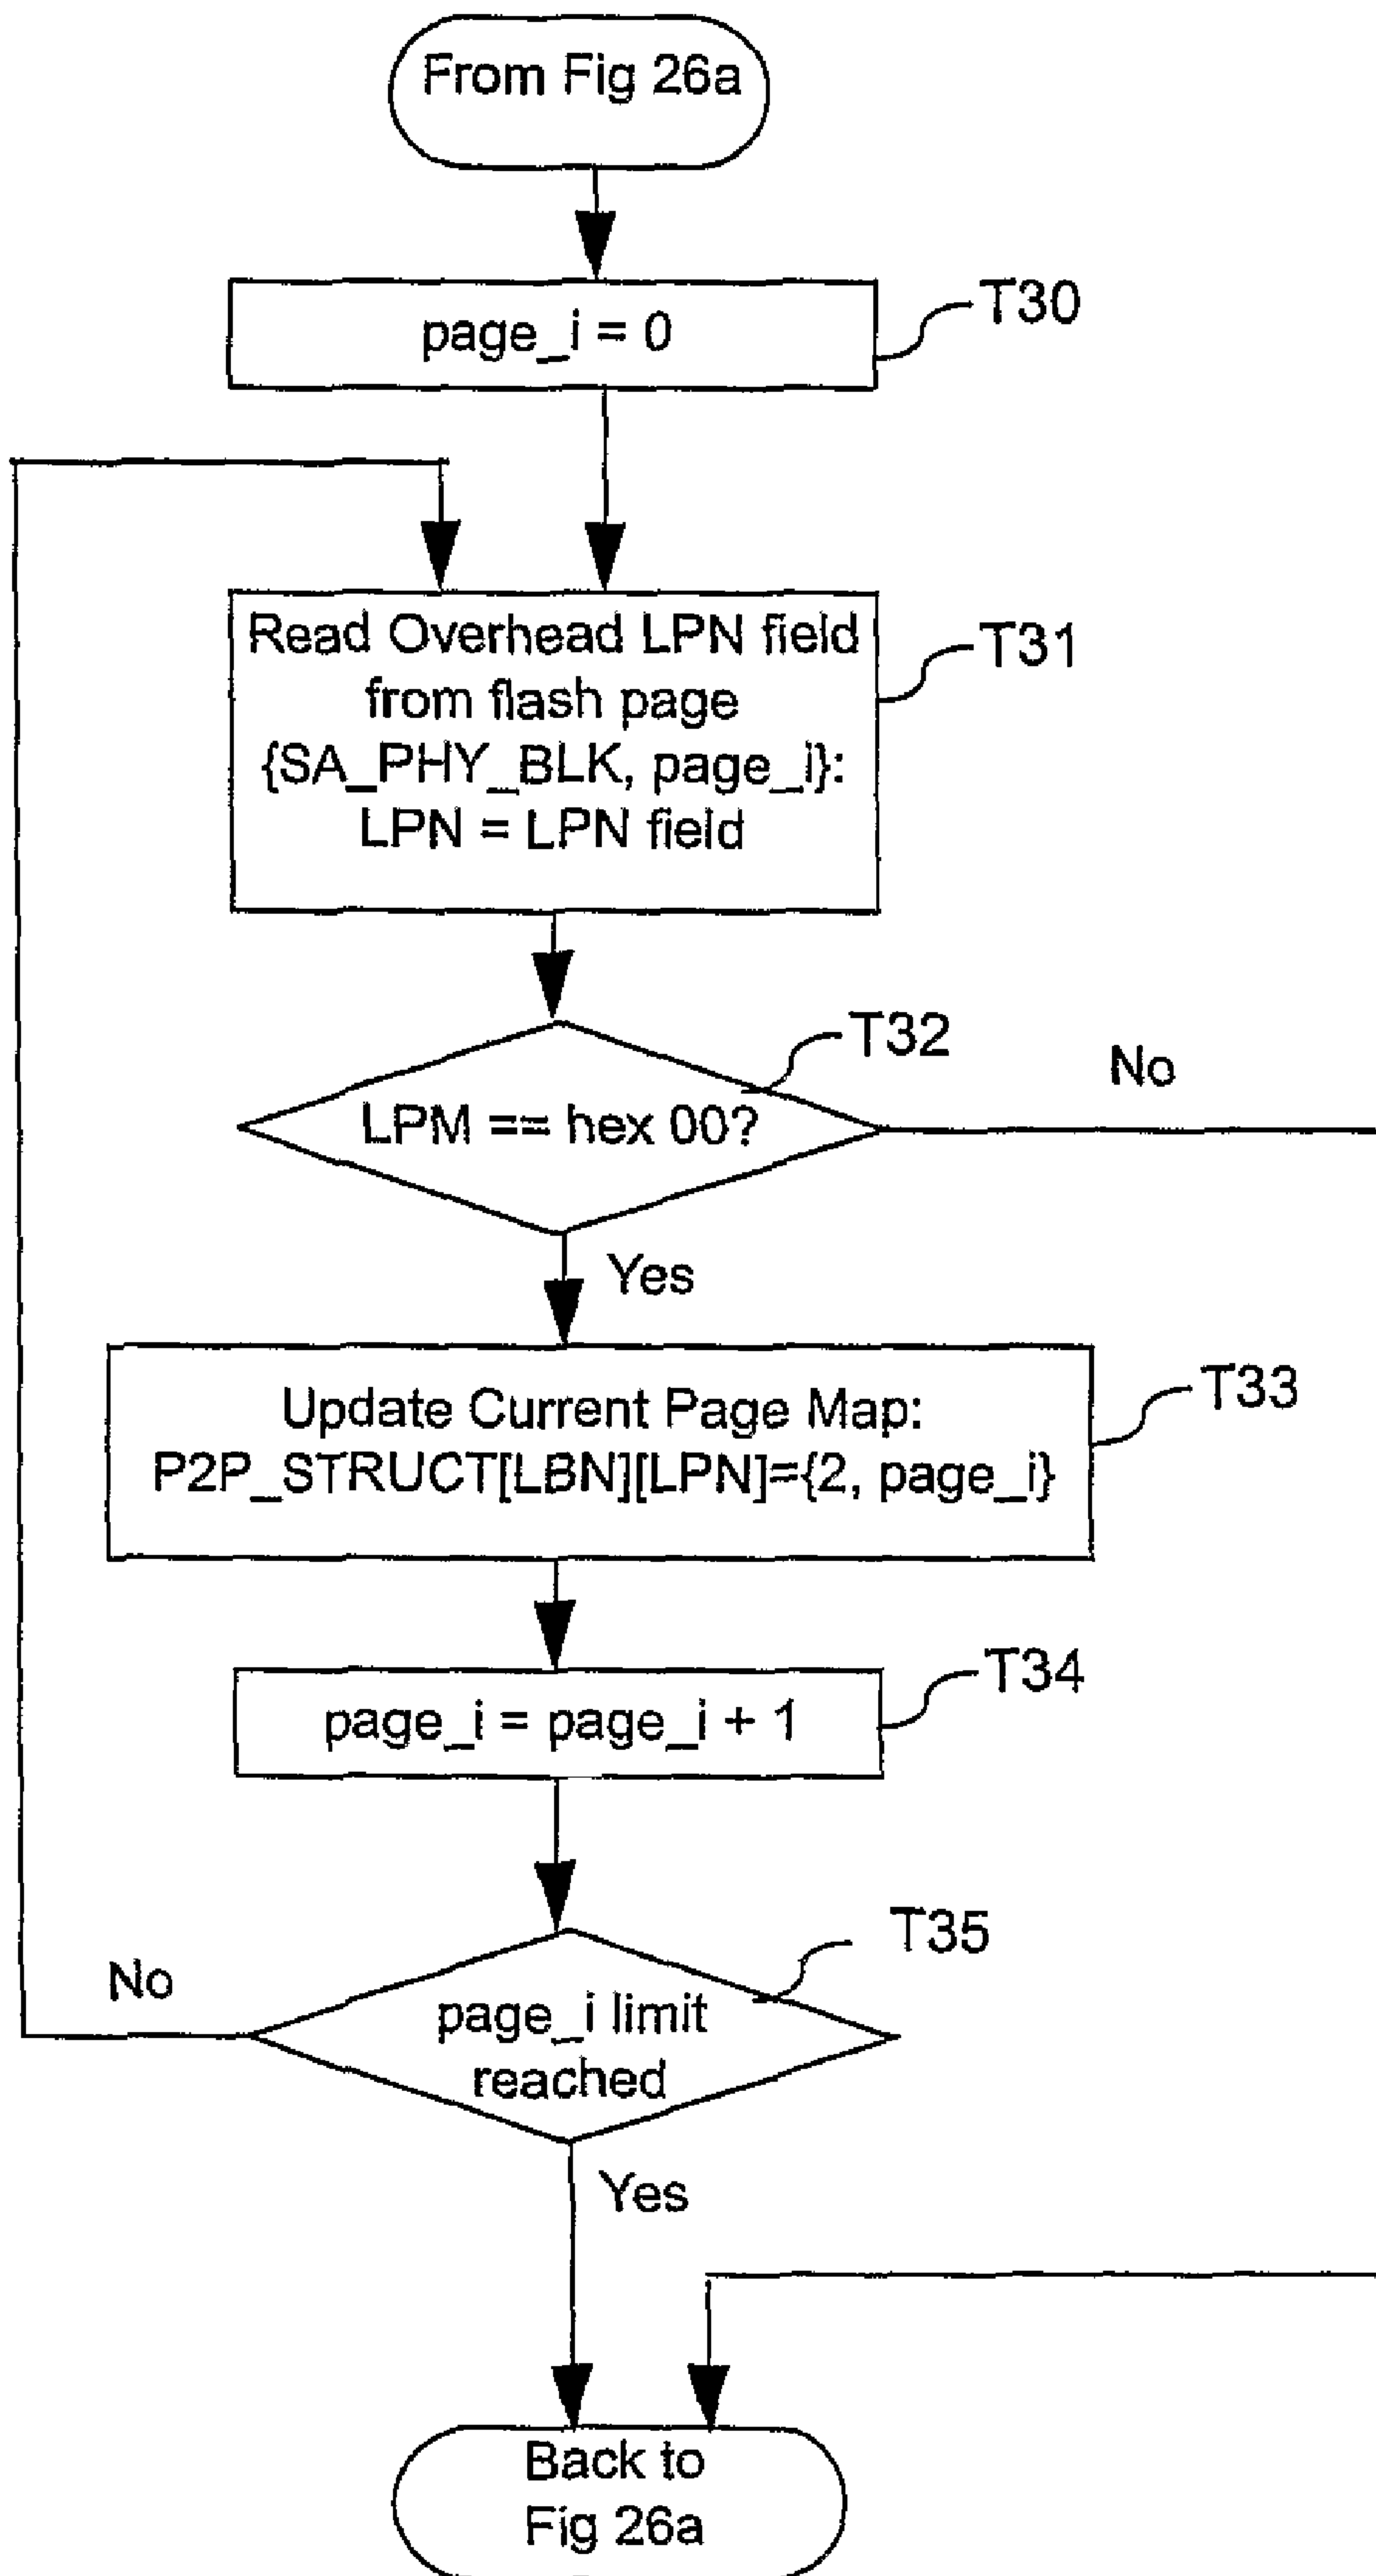 From Fig 26a
page_i = 0
T30
Read Overhead LPN field
from flash page
{SA_PHY_BLK, page_i}:
LPN = LPN field
T31
LPM == hex 00?
T32
No
Yes
Update Current Page Map:
P2P_STRUCT[LBN][LPN]={2, page_i}
T33
page_i = page_i + 1
T34
page_i limit
reached
T35
No
Yes
Back to
Fig 26a